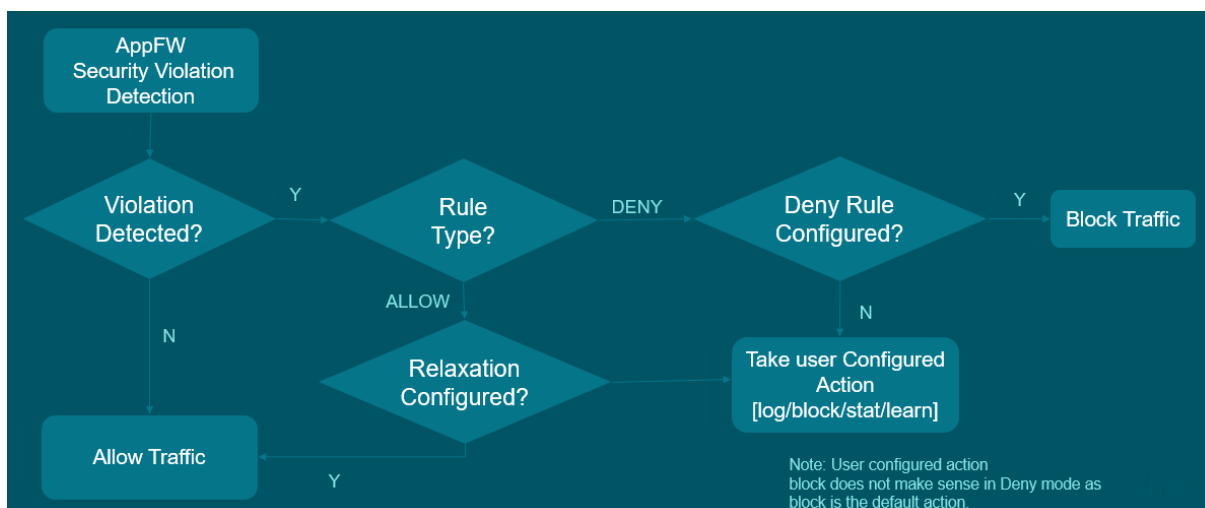 AppFW
Security Violation
Detection
Violation
Detected?
Y
Rule
Type?
DENY
Deny Rule
Configured?
Y
Block Traffic
ALLOW
N
N
Relaxation
Configured?
Take user Configured
Action
[log/block/stat/learn]
Allow Traffic
Y
Note: User configured action
block does not make sense in Deny mode as
block is the default action.